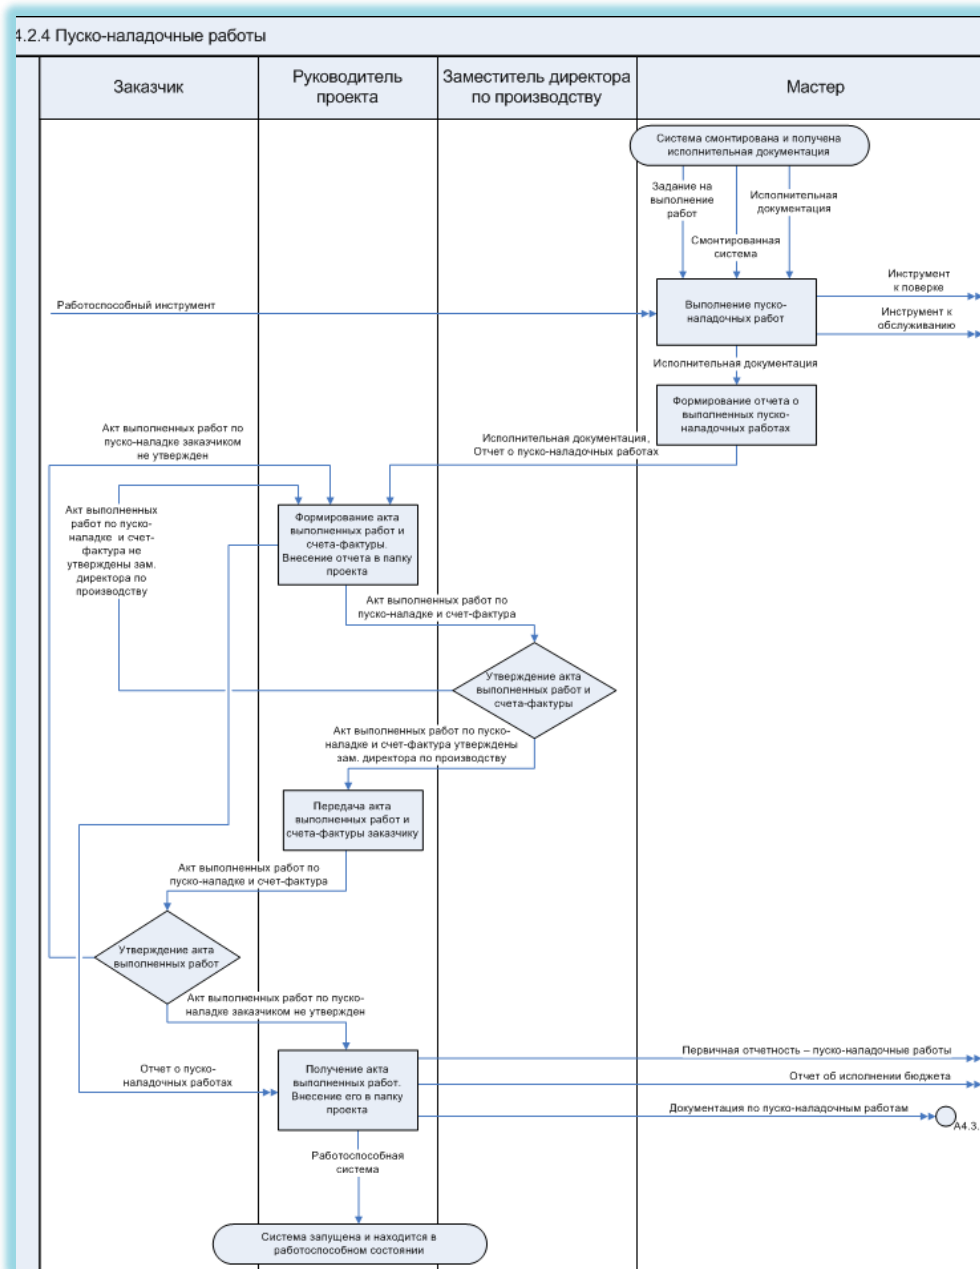 4.2.4 Пуско-наладочные работы
Заказчик
Руководитель
проекта
Заместитель директора
по производству
Мастер
Система смонтирована и получена
исполнительная документация
Задание на
выполнение
работ
Исполнительная
документация
Смонтированная
система
Работоспособный инструмент
Выполнение пуско-
наладочных работ
Инструмент
к поверке
Инструмент к
обслуживанию
Исполнительная документация
Формирование отчета о
выполненных пуско-
наладочных работах
Акт выполненных работ по
пуско-наладке заказчиком
не утвержден
Исполнительная документация,
Отчет о пуско-наладочных работах
Акт выполненных
работ по пуско-
наладке и счет-
фактура не
утверждены зам.
директора по
производству
Формирование акта
выполненных работ и
счета-фактуры.
Внесение отчета в папку
проекта
Акт выполненных работ по
пуско-наладке и счет-фактура
Утверждение акта
выполненных работ и
счета-фактуры
Акт выполненных работ по пуско-
наладке и счет-фактура утверждены
зам. директора по производству
Передача акта
выполненных работ и
счета-фактуры заказчику
Акт выполненных работ по
пуско-наладке и счет-фактура
Утверждение акта
выполненных работ
Акт выполненных работ по пуско-
наладке заказчиком не утвержден
Отчет о пуско-
наладочных работах
Получение акта
выполненных работ.
Внесение его в папку
проекта
Первичная отчетность – пуско-наладочные работы
Отчет об исполнении бюджета
Документация по пуско-наладочным работам
А4.3.
Работоспособная
система
Система запущена и находится в
работоспособном состоянии